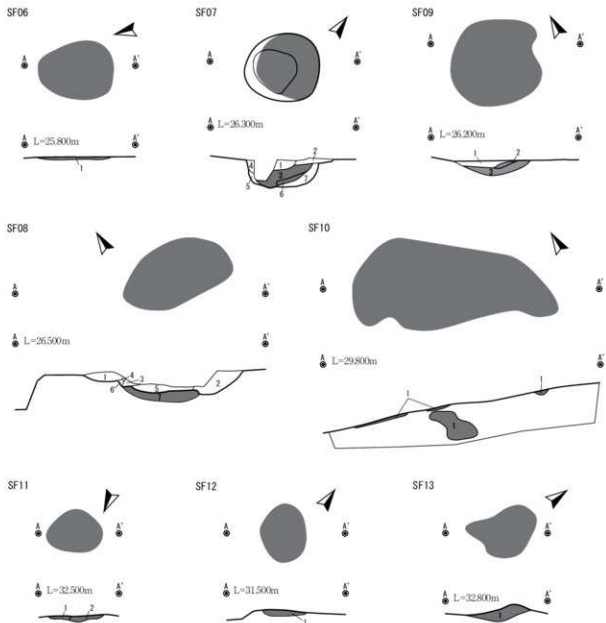 SF06
A A'
A A'
L=25.800m
1
SF07
A A'
A A'
L=26.300m
1 2 3 4 5 6 7
SF09
A A'
A A'
L=26.200m
1 2
SF08
A A'
A A'
L=26.500m
1 2 3 4 5 6 7
SF10
A A'
A A'
L=29.800m
1 1
SF11
A A'
A A'
L=32.500m
1 2
SF12
A A'
A A'
L=31.500m
1
SF13
A A'
A A'
L=32.800m